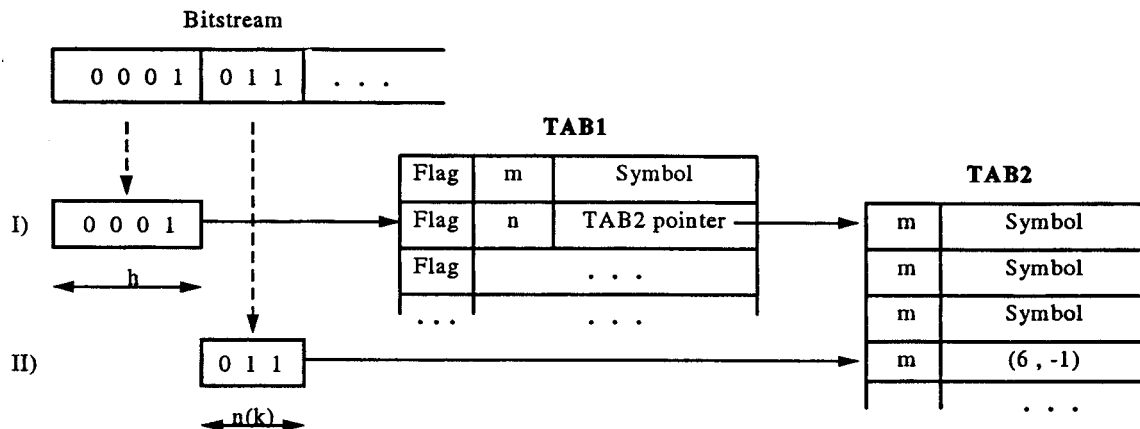 Bitstream
0 0 0 1 0 1 1 . . .
TAB1
Flag m Symbol
TAB2
I) 0 0 0 1 Flag n TAB2 pointer m Symbol
Flag . . .
m Symbol
h
. . . . . .
m Symbol
II) 0 1 1 m (6 , -1)
n(k) . . .